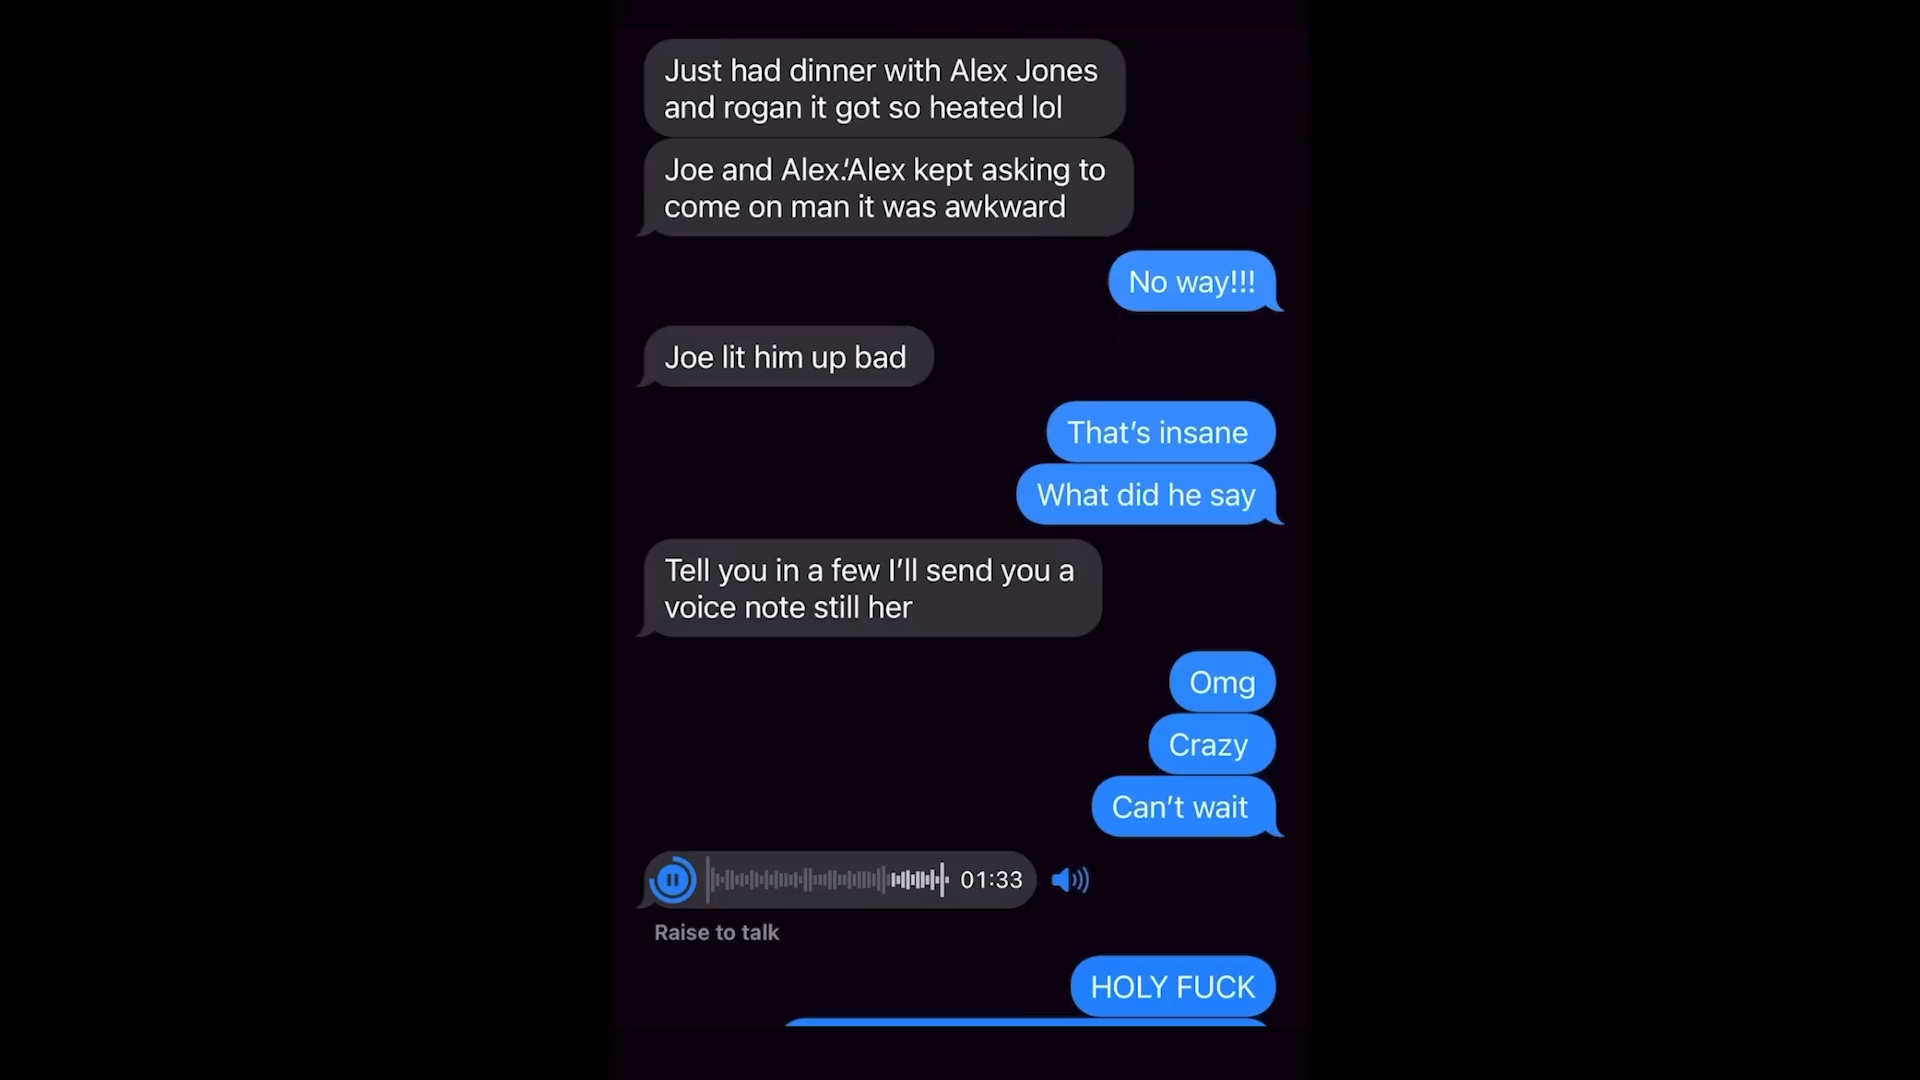 Just had dinner with Alex Jones
and rogan it got so heated lol
Joe and Alex.‘Alex kept asking to
come on man it was awkward
No way!!!
Joe lit him up bad
That’s insane
What did he say
Tell you in a few I’ll send you a
voice note still her
Omg
Crazy
Can’t wait
01:33
Raise to talk
HOLY FUCK